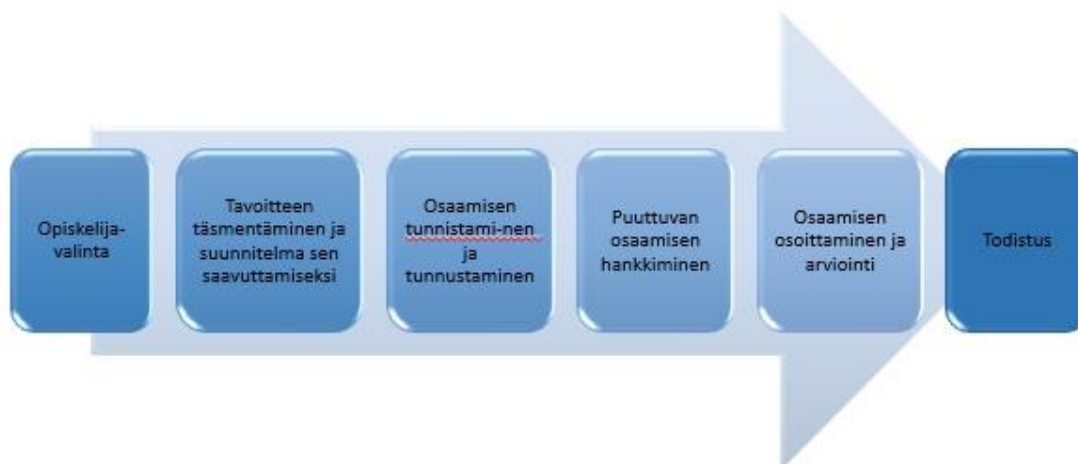 Opiskelija-
valinta
Tavoitteen
täsmentäminen ja
suunnitelma sen
saavuttamiseksi
Osaamisen
tunnistami-nen
ja
tunnustaminen
Puuttuvan
osaamisen
hankkiminen
Osaamisen
osoittaminen ja
arviointi
Todistus